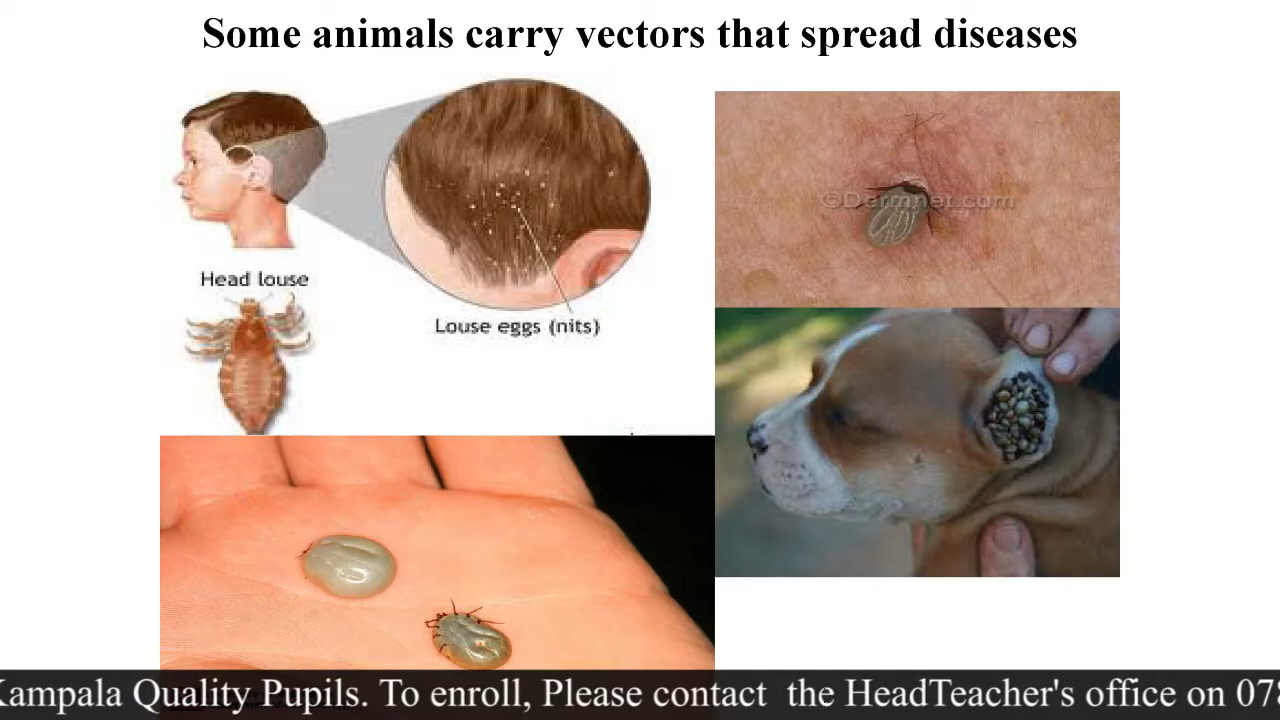 Some animals carry vectors that spread diseases
©Dermnet.com
Head louse
Louse eggs (nits)
Kampala Quality Pupils. To enroll, Please contact the HeadTeacher's office on 07